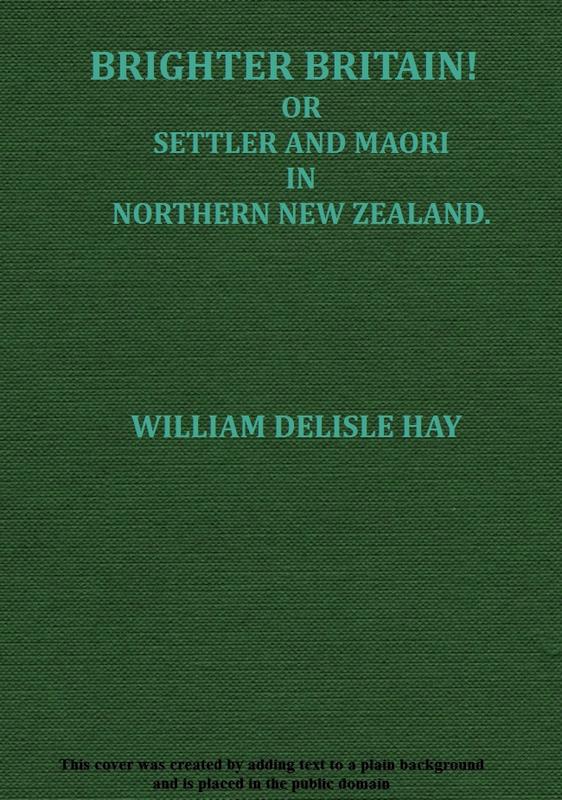 BRIGHTER BRITAIN!
OR
SETTLER AND MAORI
IN
NORTHERN NEW ZEALAND.
WILLIAM DELISLE HAY
This cover was created by adding text to a plain background
and is placed in the public domain